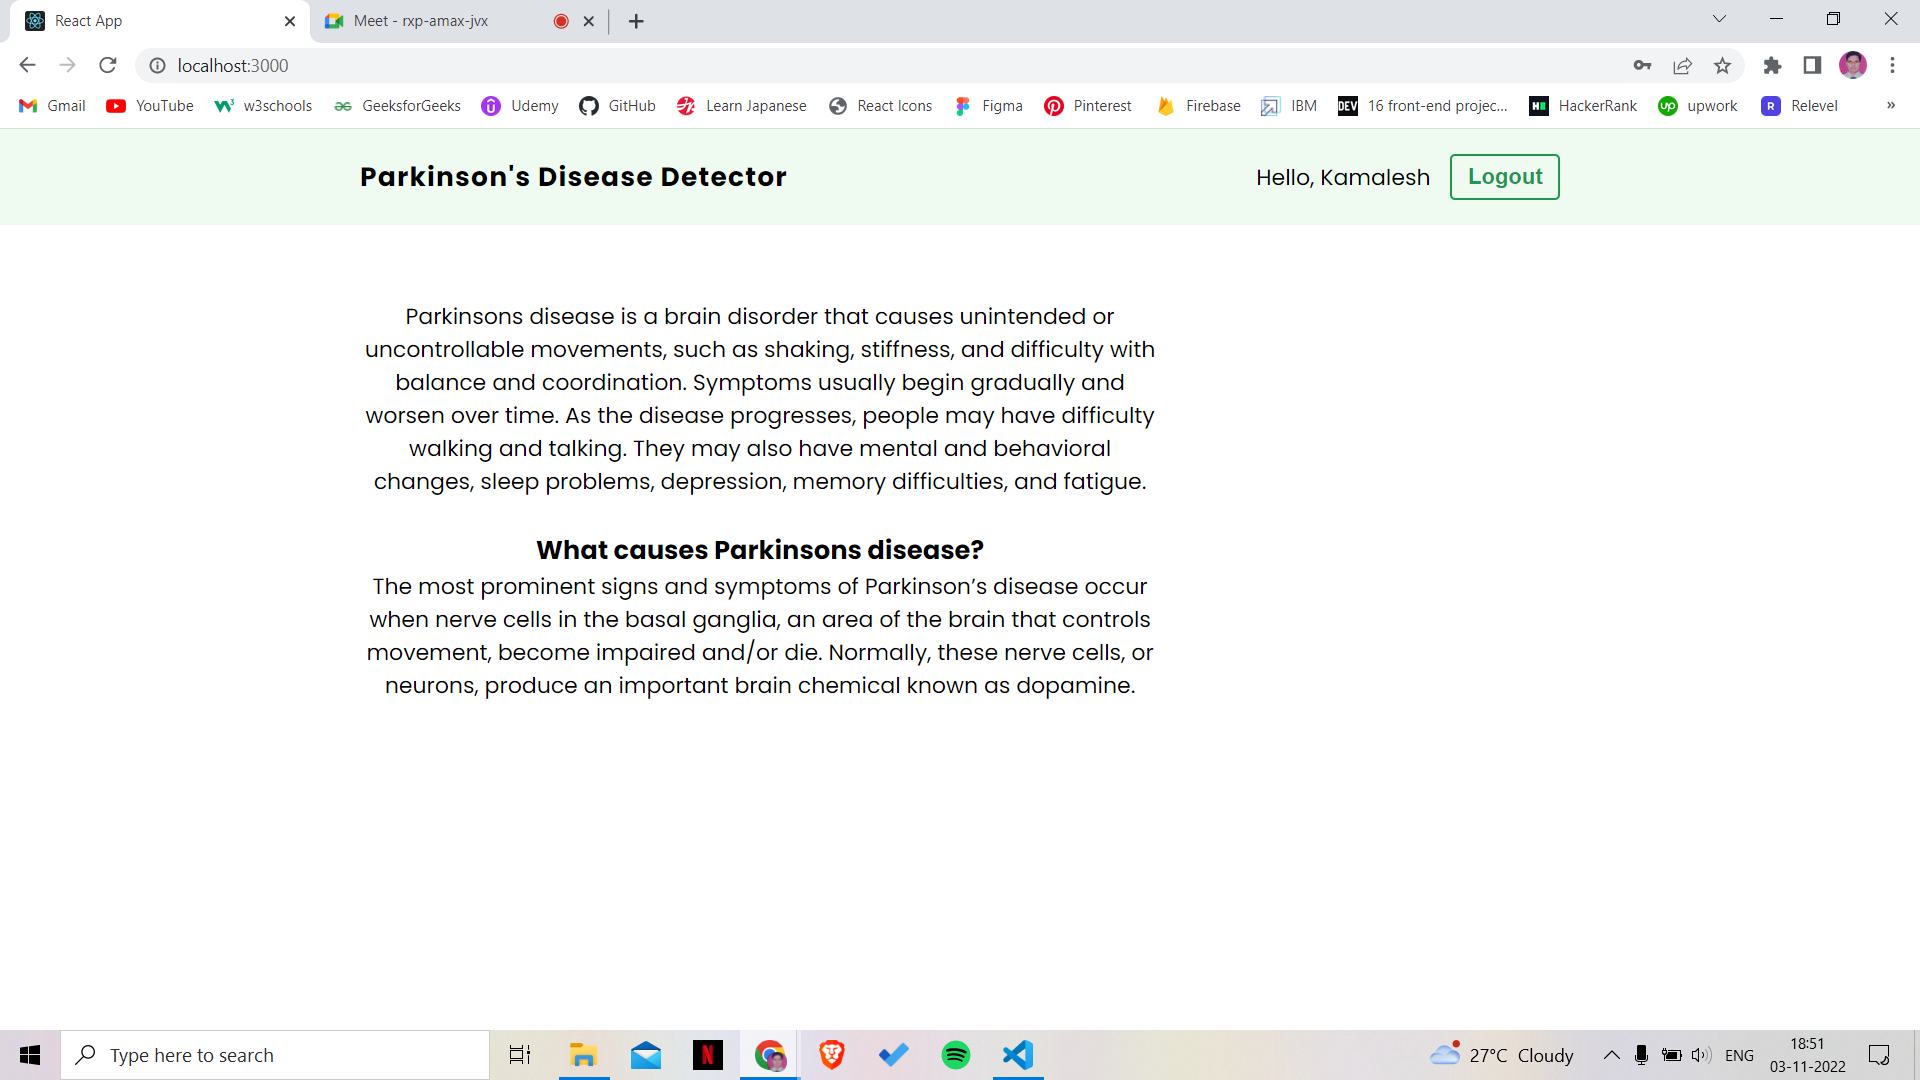 React App
Meet - rxp-amax-jvx
localhost:3000
Gmail YouTube w3schools GeeksforGeeks Udemy GitHub Learn Japanese React Icons Figma Pinterest Firebase IBM DEV 16 front-end projec... HackerRank up upwork R Relevel »
Parkinson's Disease Detector
Hello, Kamalesh
Logout
Parkinsons disease is a brain disorder that causes unintended or
uncontrollable movements, such as shaking, stiffness, and difficulty with
balance and coordination. Symptoms usually begin gradually and
worsen over time. As the disease progresses, people may have difficulty
walking and talking. They may also have mental and behavioral
changes, sleep problems, depression, memory difficulties, and fatigue.
What causes Parkinsons disease?
The most prominent signs and symptoms of Parkinson’s disease occur
when nerve cells in the basal ganglia, an area of the brain that controls
movement, become impaired and/or die. Normally, these nerve cells, or
neurons, produce an important brain chemical known as dopamine.
Type here to search
27°C Cloudy
ENG
18:51
03-11-2022